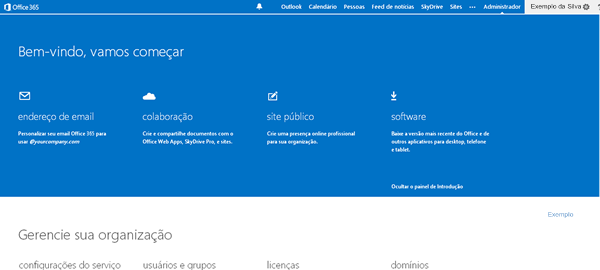 Office 365
Outlook Calendário Pessoas Feed de notícias SkyDrive Sites ··· Administrador Exemplo da Silva ?
Bem-vindo, vamos começar
endereço de email colaboração site público software
Personalizar seu email Office 365 para Crie e compartilhe documentos com o Crie uma presença online profissional Baixe a versão mais recente do Office e de
usar @yourcompany.com Office Web Apps, SkyDrive Pro, e sites. para sua organização. outros aplicativos para desktop, telefone
e tablet.
Ocultar o painel de Introdução
Exemplo
Gerencie sua organização
configurações do serviço usuários e grupos licenças domínios